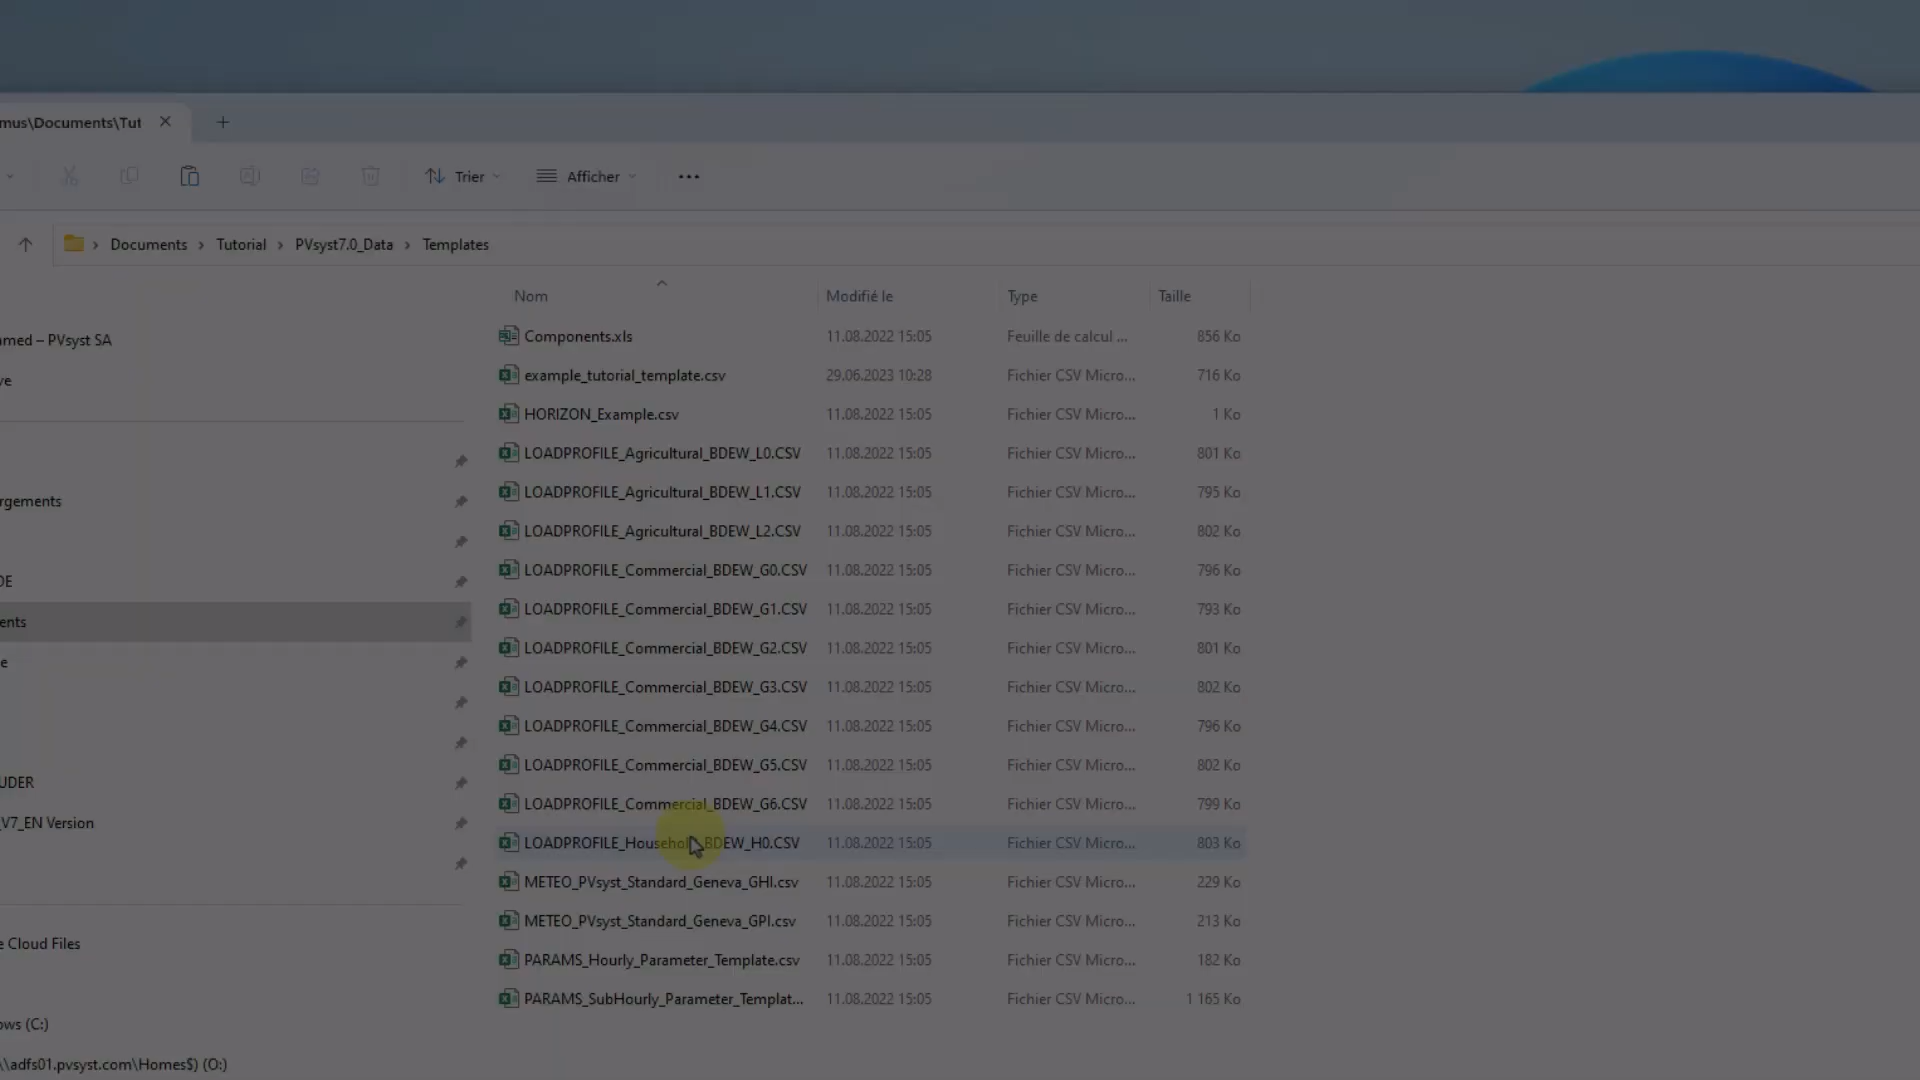 mus\Documents\Tut
Trier
Afficher
Documents > Tutorial > PVsyst7.0_Data > Templates
Nom Modifié le Type Taille
Components.xls 11.08.2022 15:05 Feuille de calcul ... 856 Ko
example_tutorial_template.csv 29.06.2023 10:28 Fichier CSV Micro... 716 Ko
HORIZON_Example.csv 11.08.2022 15:05 Fichier CSV Micro... 1 Ko
LOADPROFILE_Agricultural_BDEW_L0.CSV 11.08.2022 15:05 Fichier CSV Micro... 801 Ko
LOADPROFILE_Agricultural_BDEW_L1.CSV 11.08.2022 15:05 Fichier CSV Micro... 795 Ko
LOADPROFILE_Agricultural_BDEW_L2.CSV 11.08.2022 15:05 Fichier CSV Micro... 802 Ko
LOADPROFILE_Commercial_BDEW_G0.CSV 11.08.2022 15:05 Fichier CSV Micro... 796 Ko
LOADPROFILE_Commercial_BDEW_G1.CSV 11.08.2022 15:05 Fichier CSV Micro... 793 Ko
LOADPROFILE_Commercial_BDEW_G2.CSV 11.08.2022 15:05 Fichier CSV Micro... 801 Ko
LOADPROFILE_Commercial_BDEW_G3.CSV 11.08.2022 15:05 Fichier CSV Micro... 802 Ko
LOADPROFILE_Commercial_BDEW_G4.CSV 11.08.2022 15:05 Fichier CSV Micro... 796 Ko
LOADPROFILE_Commercial_BDEW_G5.CSV 11.08.2022 15:05 Fichier CSV Micro... 802 Ko
LOADPROFILE_Commercial_BDEW_G6.CSV 11.08.2022 15:05 Fichier CSV Micro... 799 Ko
LOADPROFILE_Household_BDEW_H0.CSV 11.08.2022 15:05 Fichier CSV Micro... 803 Ko
METEO_PVsyst_Standard_Geneva_GHI.csv 11.08.2022 15:05 Fichier CSV Micro... 229 Ko
METEO_PVsyst_Standard_Geneva_GPI.csv 11.08.2022 15:05 Fichier CSV Micro... 213 Ko
PARAMS_Hourly_Parameter_Template.csv 11.08.2022 15:05 Fichier CSV Micro... 182 Ko
PARAMS_SubHourly_Parameter_Templat... 11.08.2022 15:05 Fichier CSV Micro... 1 165 Ko
amed – PVsyst SA
ve
rgements
DE
ents
e
UDER
V7_EN Version
e Cloud Files
ows (C:)
\\adfs01.pvsyst.com\Homes$) (O:)